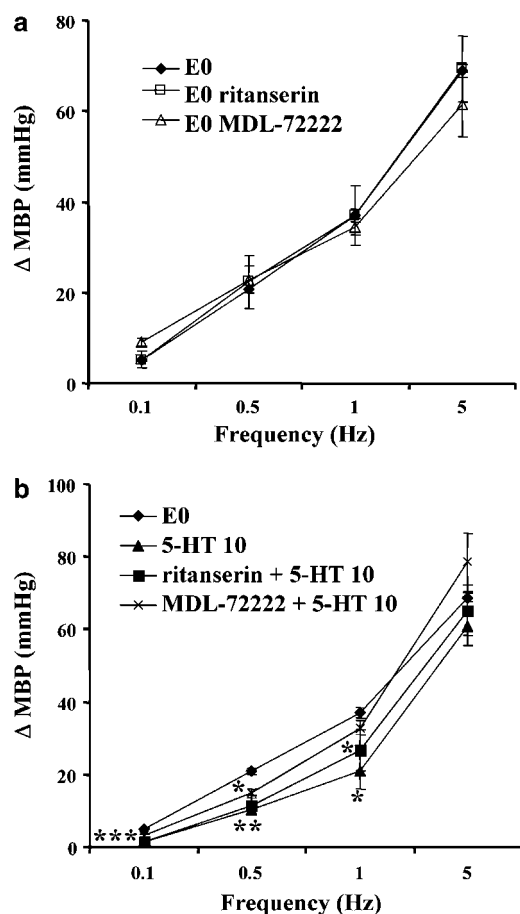 a
80
60
40
20
0
Δ MBP (mmHg)
E0
E0 ritanserin
E0 MDL-72222
0.1 0.5 1 5
Frequency (Hz)
b
100
80
60
40
20
0
Δ MBP (mmHg)
E0
5-HT 10
ritanserin + 5-HT 10
MDL-72222 + 5-HT 10
*
*
*
***
**
0.1 0.5 1 5
Frequency (Hz)